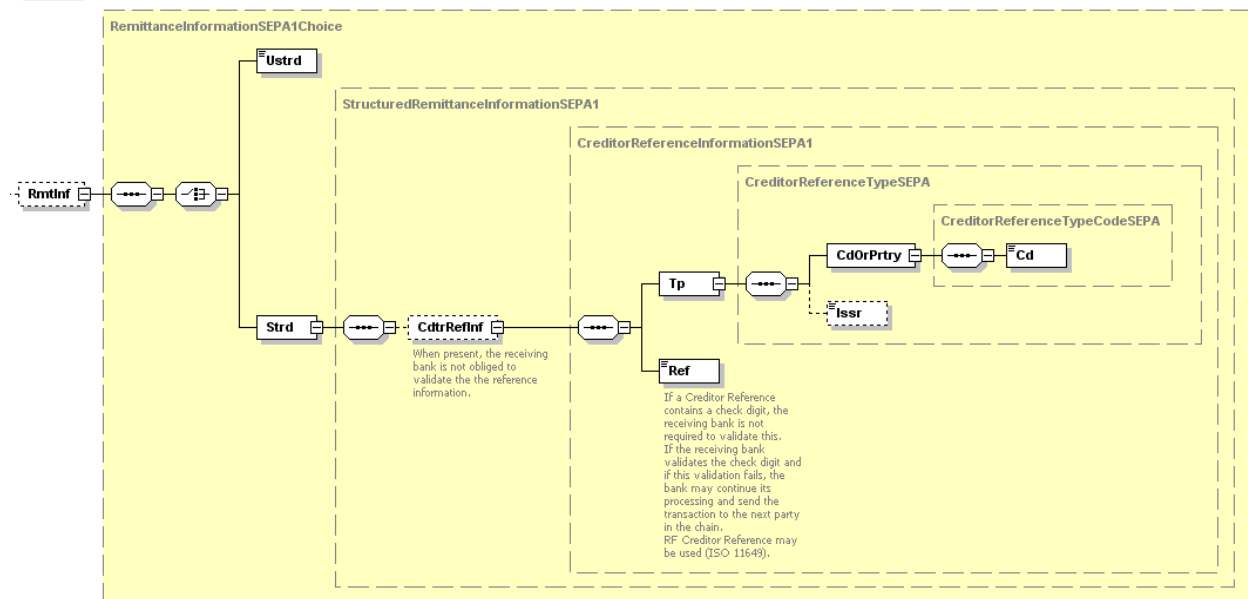 RemittanceInformationSEPA1Choice
Ustrd
StructuredRemittanceInformationSEPA1
CreditorReferenceInformationSEPA1
CreditorReferenceTypeSEPA
RmtInf
CreditorReferenceTypeCodeSEPA
CdOrPrtry
Cd
Tp
Issr
Strd
CdtrRefInf
When present, the receiving
bank is not obliged to
validate the the reference
information.
Ref
If a Creditor Reference
contains a check digit, the
receiving bank is not
required to validate this.
If the receiving bank
validates the check digit and
if this validation fails, the
bank may continue its
processing and send the
transaction to the next party
in the chain.
RF Creditor Reference may
be used (ISO 11649).